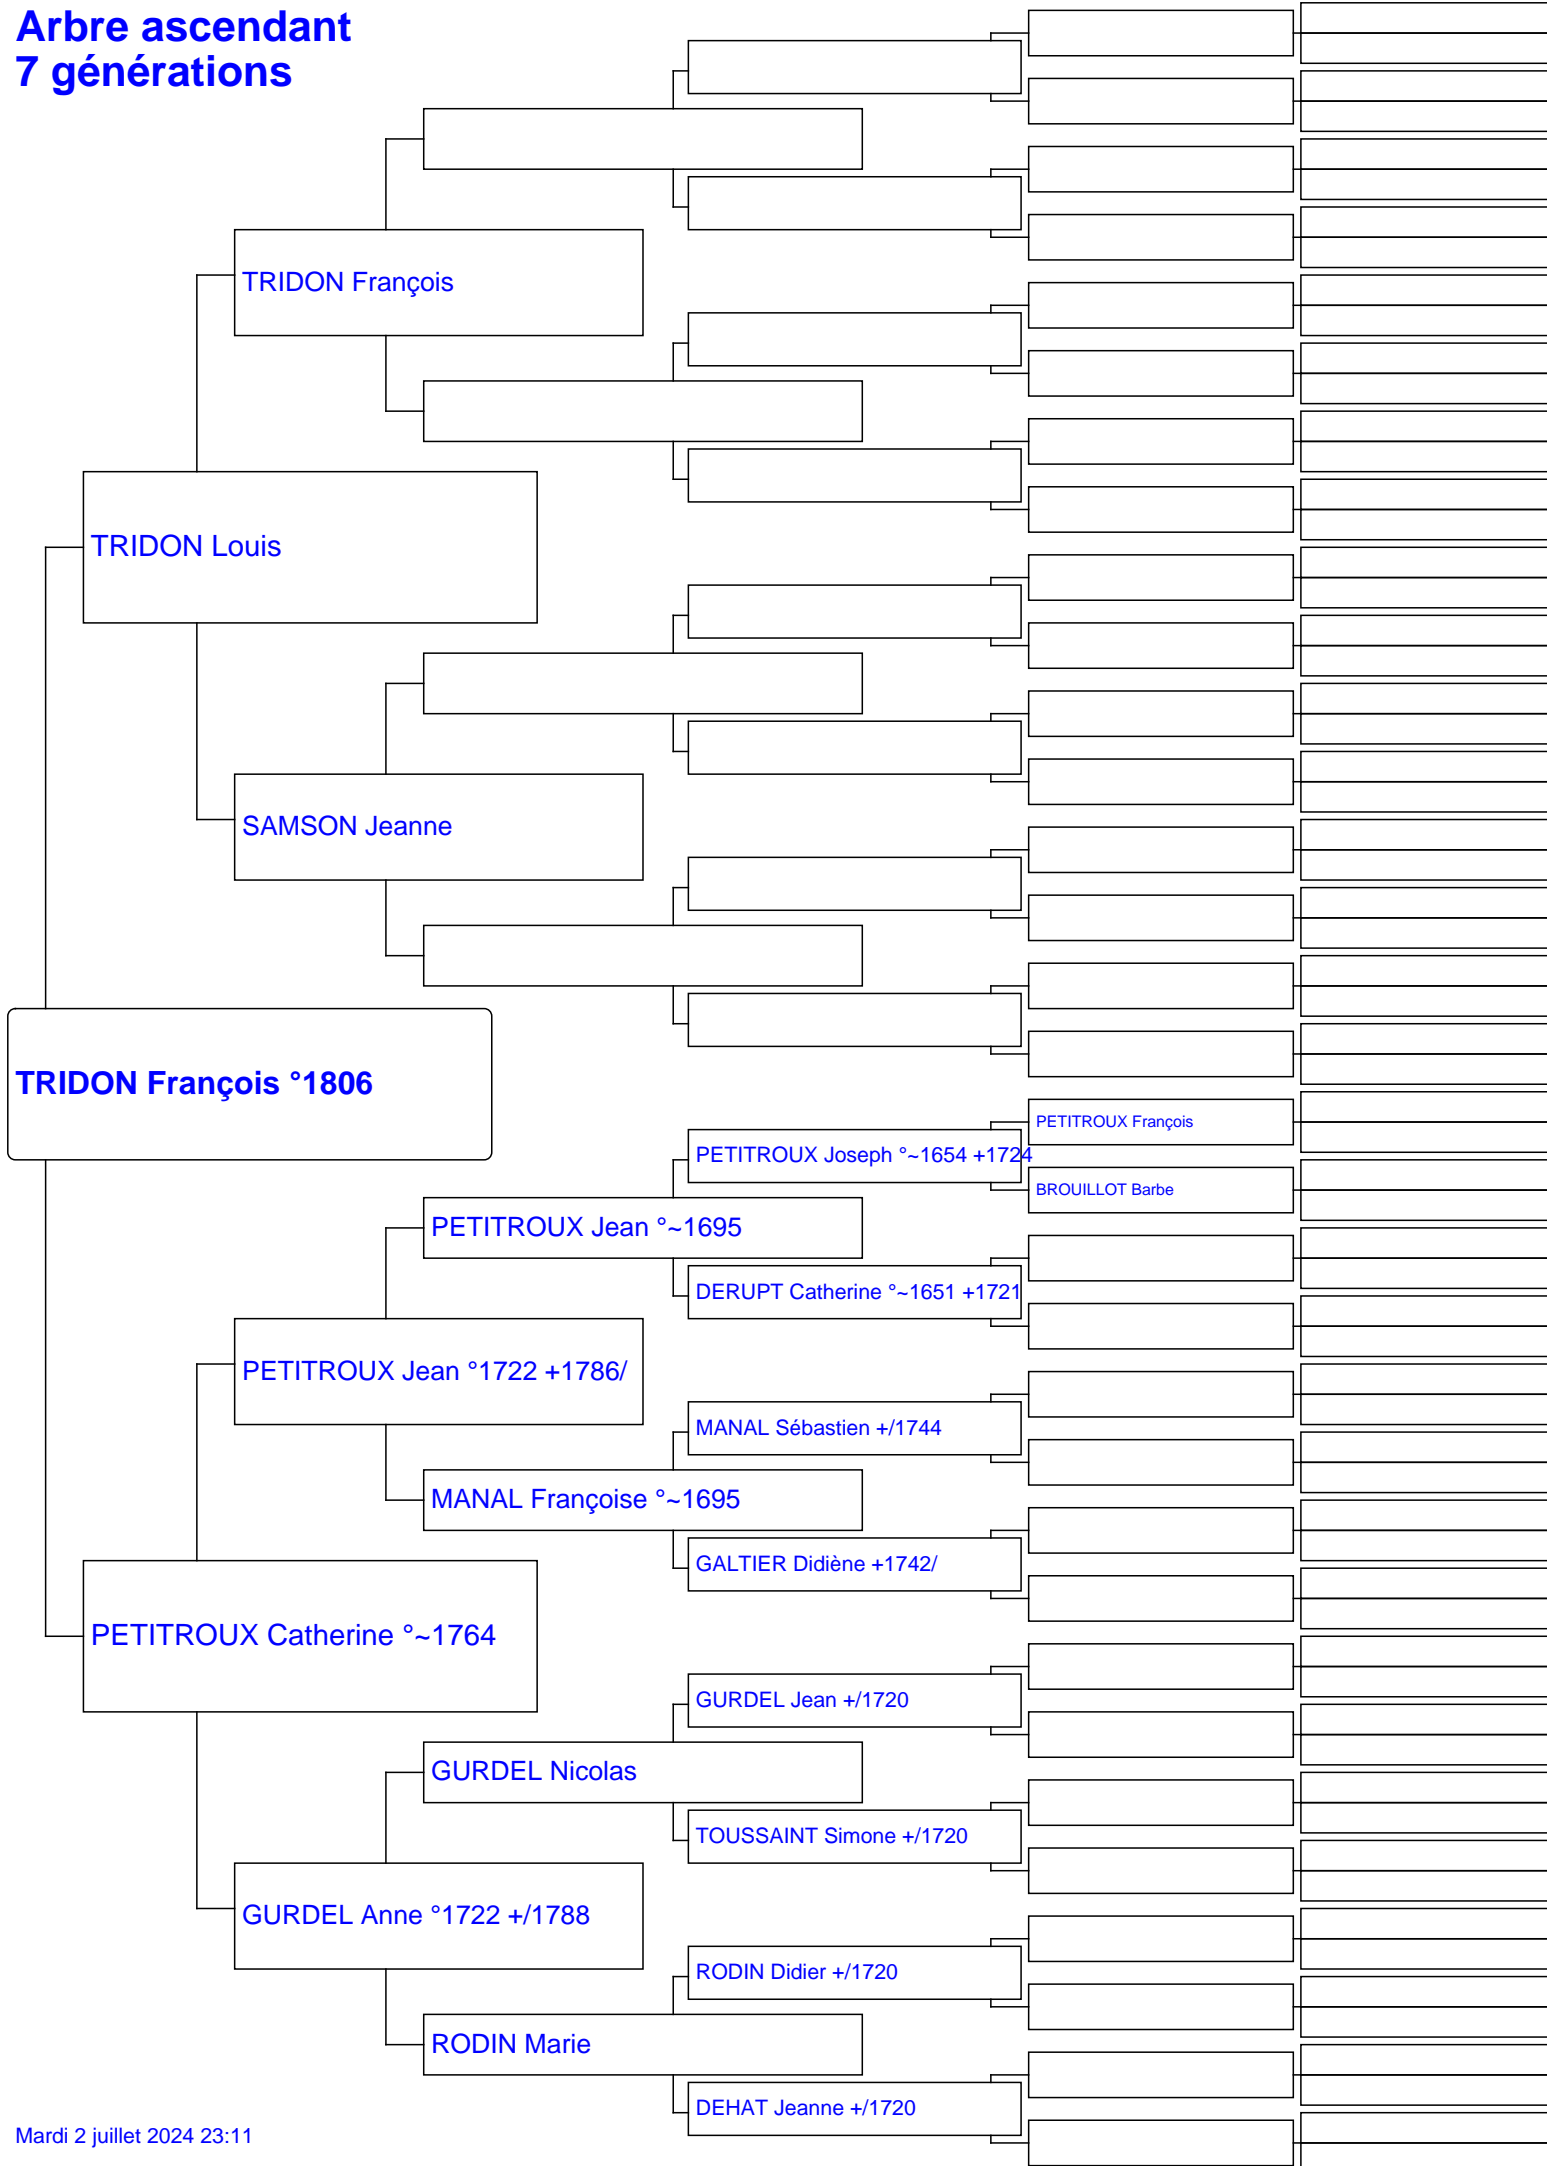 Arbre ascendant
7 générations
TRIDON François
TRIDON Louis
SAMSON Jeanne
TRIDON François °1806
PETITROUX François
PETITROUX Joseph °~1654 +1724
BROUILLOT Barbe
PETITROUX Jean °~1695
DERUPT Catherine °~1651 +1721
PETITROUX Jean °1722 +1786/
MANAL Sébastien +/1744
MANAL Françoise °~1695
GALTIER Didiène +1742/
PETITROUX Catherine °~1764
GURDEL Jean +/1720
GURDEL Nicolas
TOUSSAINT Simone +/1720
GURDEL Anne °1722 +/1788
RODIN Didier +/1720
RODIN Marie
DEHAT Jeanne +/1720
Mardi 2 juillet 2024 23:11